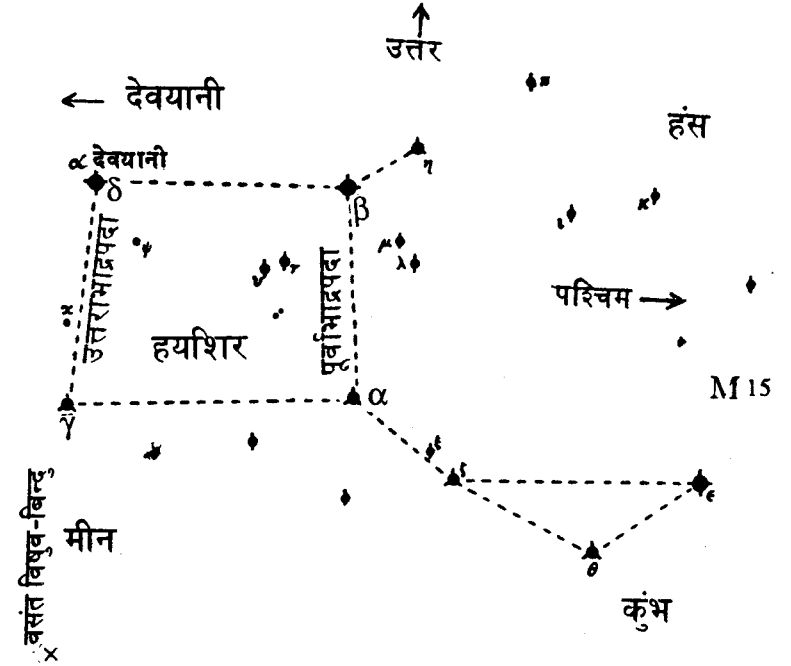 उत्तर
π
← देवयानी
हंस
α देवयानी
η
δ
β
κ
ι
ψ
μ
λ
υ
τ
उत्तराभाद्रपदा
पूर्वाभाद्रपदा
पश्चिम →
χ
हयशिर
M 15
α
γ
ξ
ζ
ε
वसंत विषुव-बिन्दु
मीन
θ
कुंभ
×